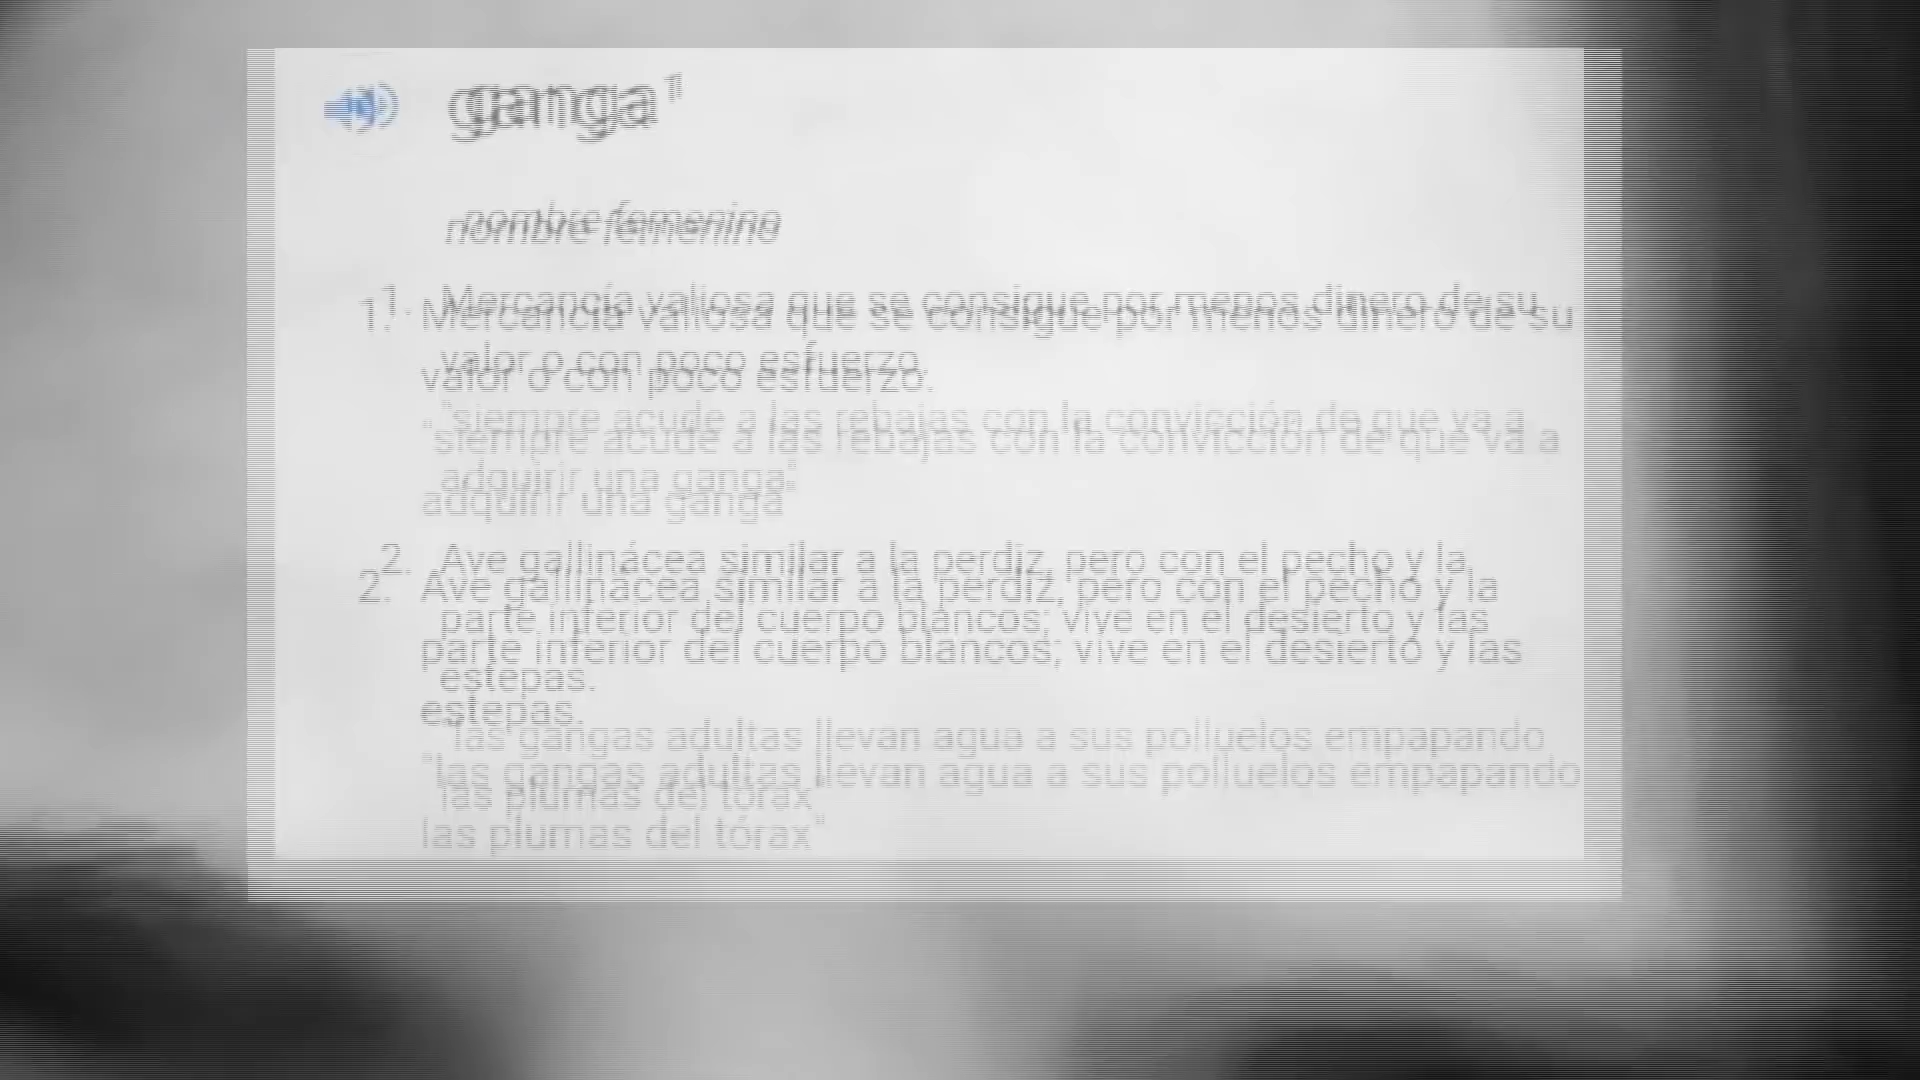 ganga¹
nombre femenino
1. Mercancía valiosa que se consigue por menos dinero de su
valor o con poco esfuerzo.
"siempre acude a las rebajas con la convicción de que va a
adquirir una ganga"
2. Ave gallinácea similar a la perdiz, pero con el pecho y la
parte inferior del cuerpo blancos; vive en el desierto y las
estepas.
"las gangas adultas llevan agua a sus polluelos empapando
las plumas del tórax"